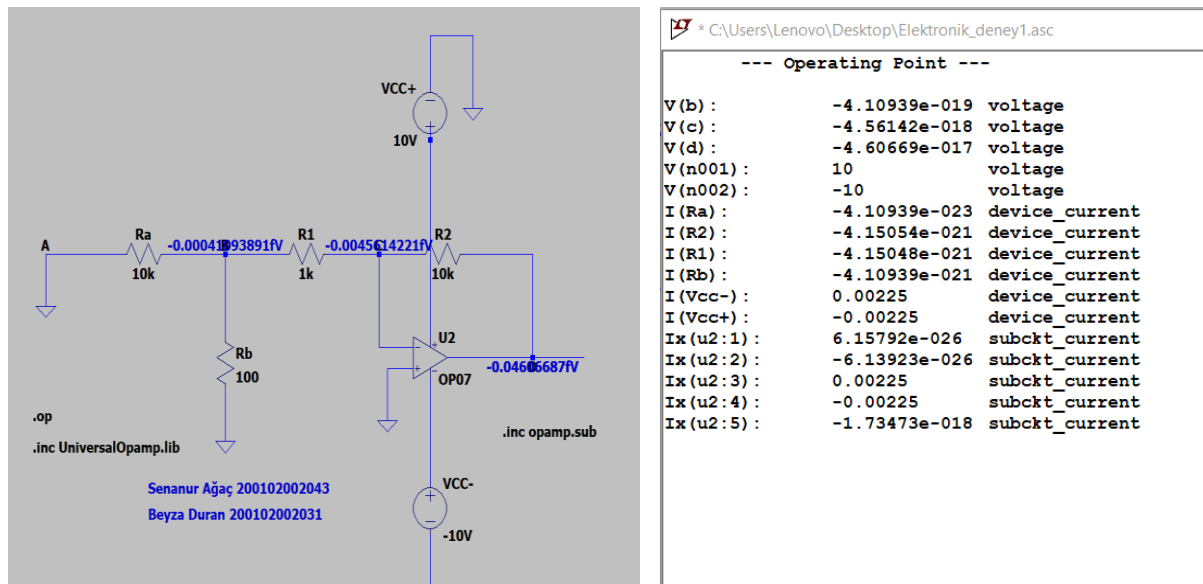 VCC+
10V
A
Ra
10k
-0.00041093891fV
B
R1
1k
-0.0045614221fV
C
R2
10k
Rb
100
U2
OP07
-0.04606687fV
D
.op
.inc UniversalOpamp.lib
.inc opamp.sub
Senanur Ağaç 200102002043
Beyza Duran 200102002031
VCC-
-10V
* C:\Users\Lenovo\Desktop\Elektronik_deney1.asc
--- Operating Point ---
V(b): -4.10939e-019 voltage
V(c): -4.56142e-018 voltage
V(d): -4.60669e-017 voltage
V(n001): 10 voltage
V(n002): -10 voltage
I(Ra): -4.10939e-023 device_current
I(R2): -4.15054e-021 device_current
I(R1): -4.15048e-021 device_current
I(Rb): -4.10939e-021 device_current
I(Vcc-): 0.00225 device_current
I(Vcc+): -0.00225 device_current
Ix(u2:1): 6.15792e-026 subckt_current
Ix(u2:2): -6.13923e-026 subckt_current
Ix(u2:3): 0.00225 subckt_current
Ix(u2:4): -0.00225 subckt_current
Ix(u2:5): -1.73473e-018 subckt_current